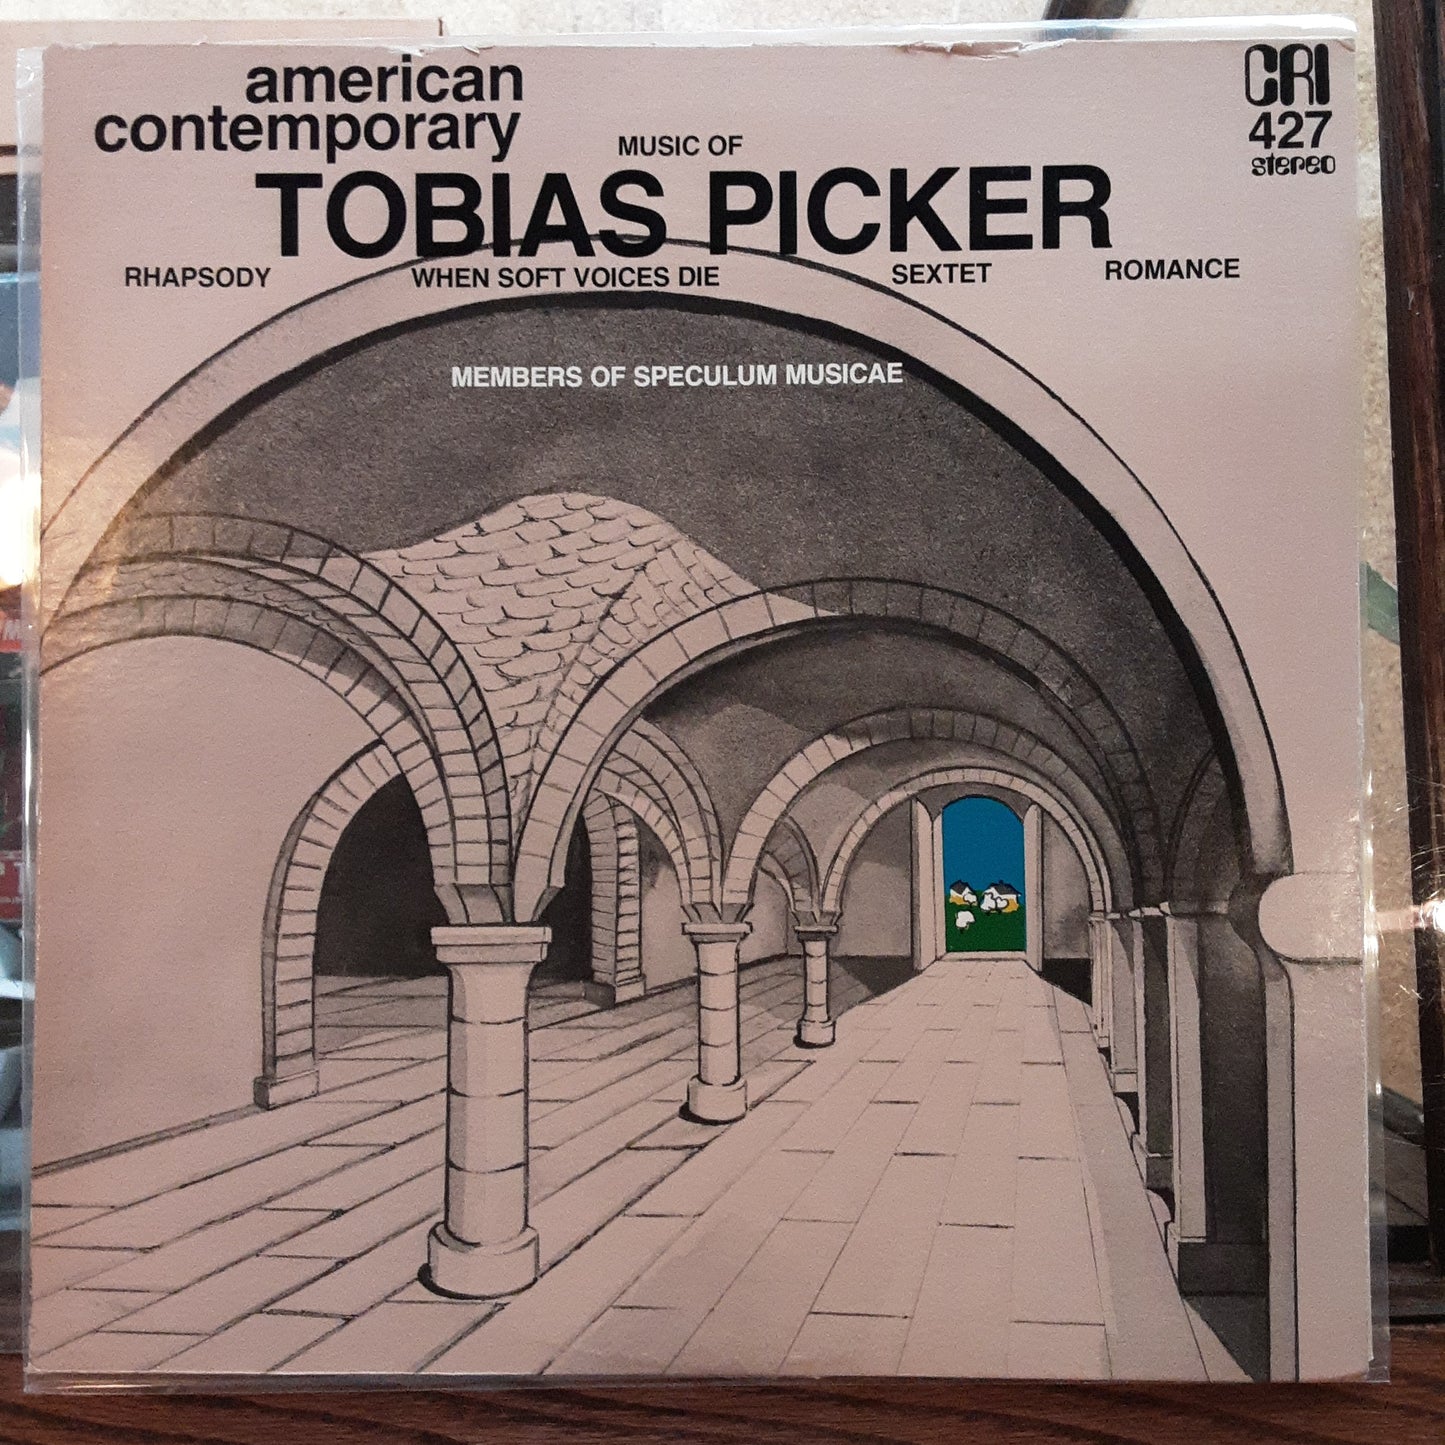 american
contemporary
CRI
427
stereo
MUSIC OF
TOBIAS PICKER
RHAPSODY WHEN SOFT VOICES DIE SEXTET ROMANCE
MEMBERS OF SPECULUM MUSICAE